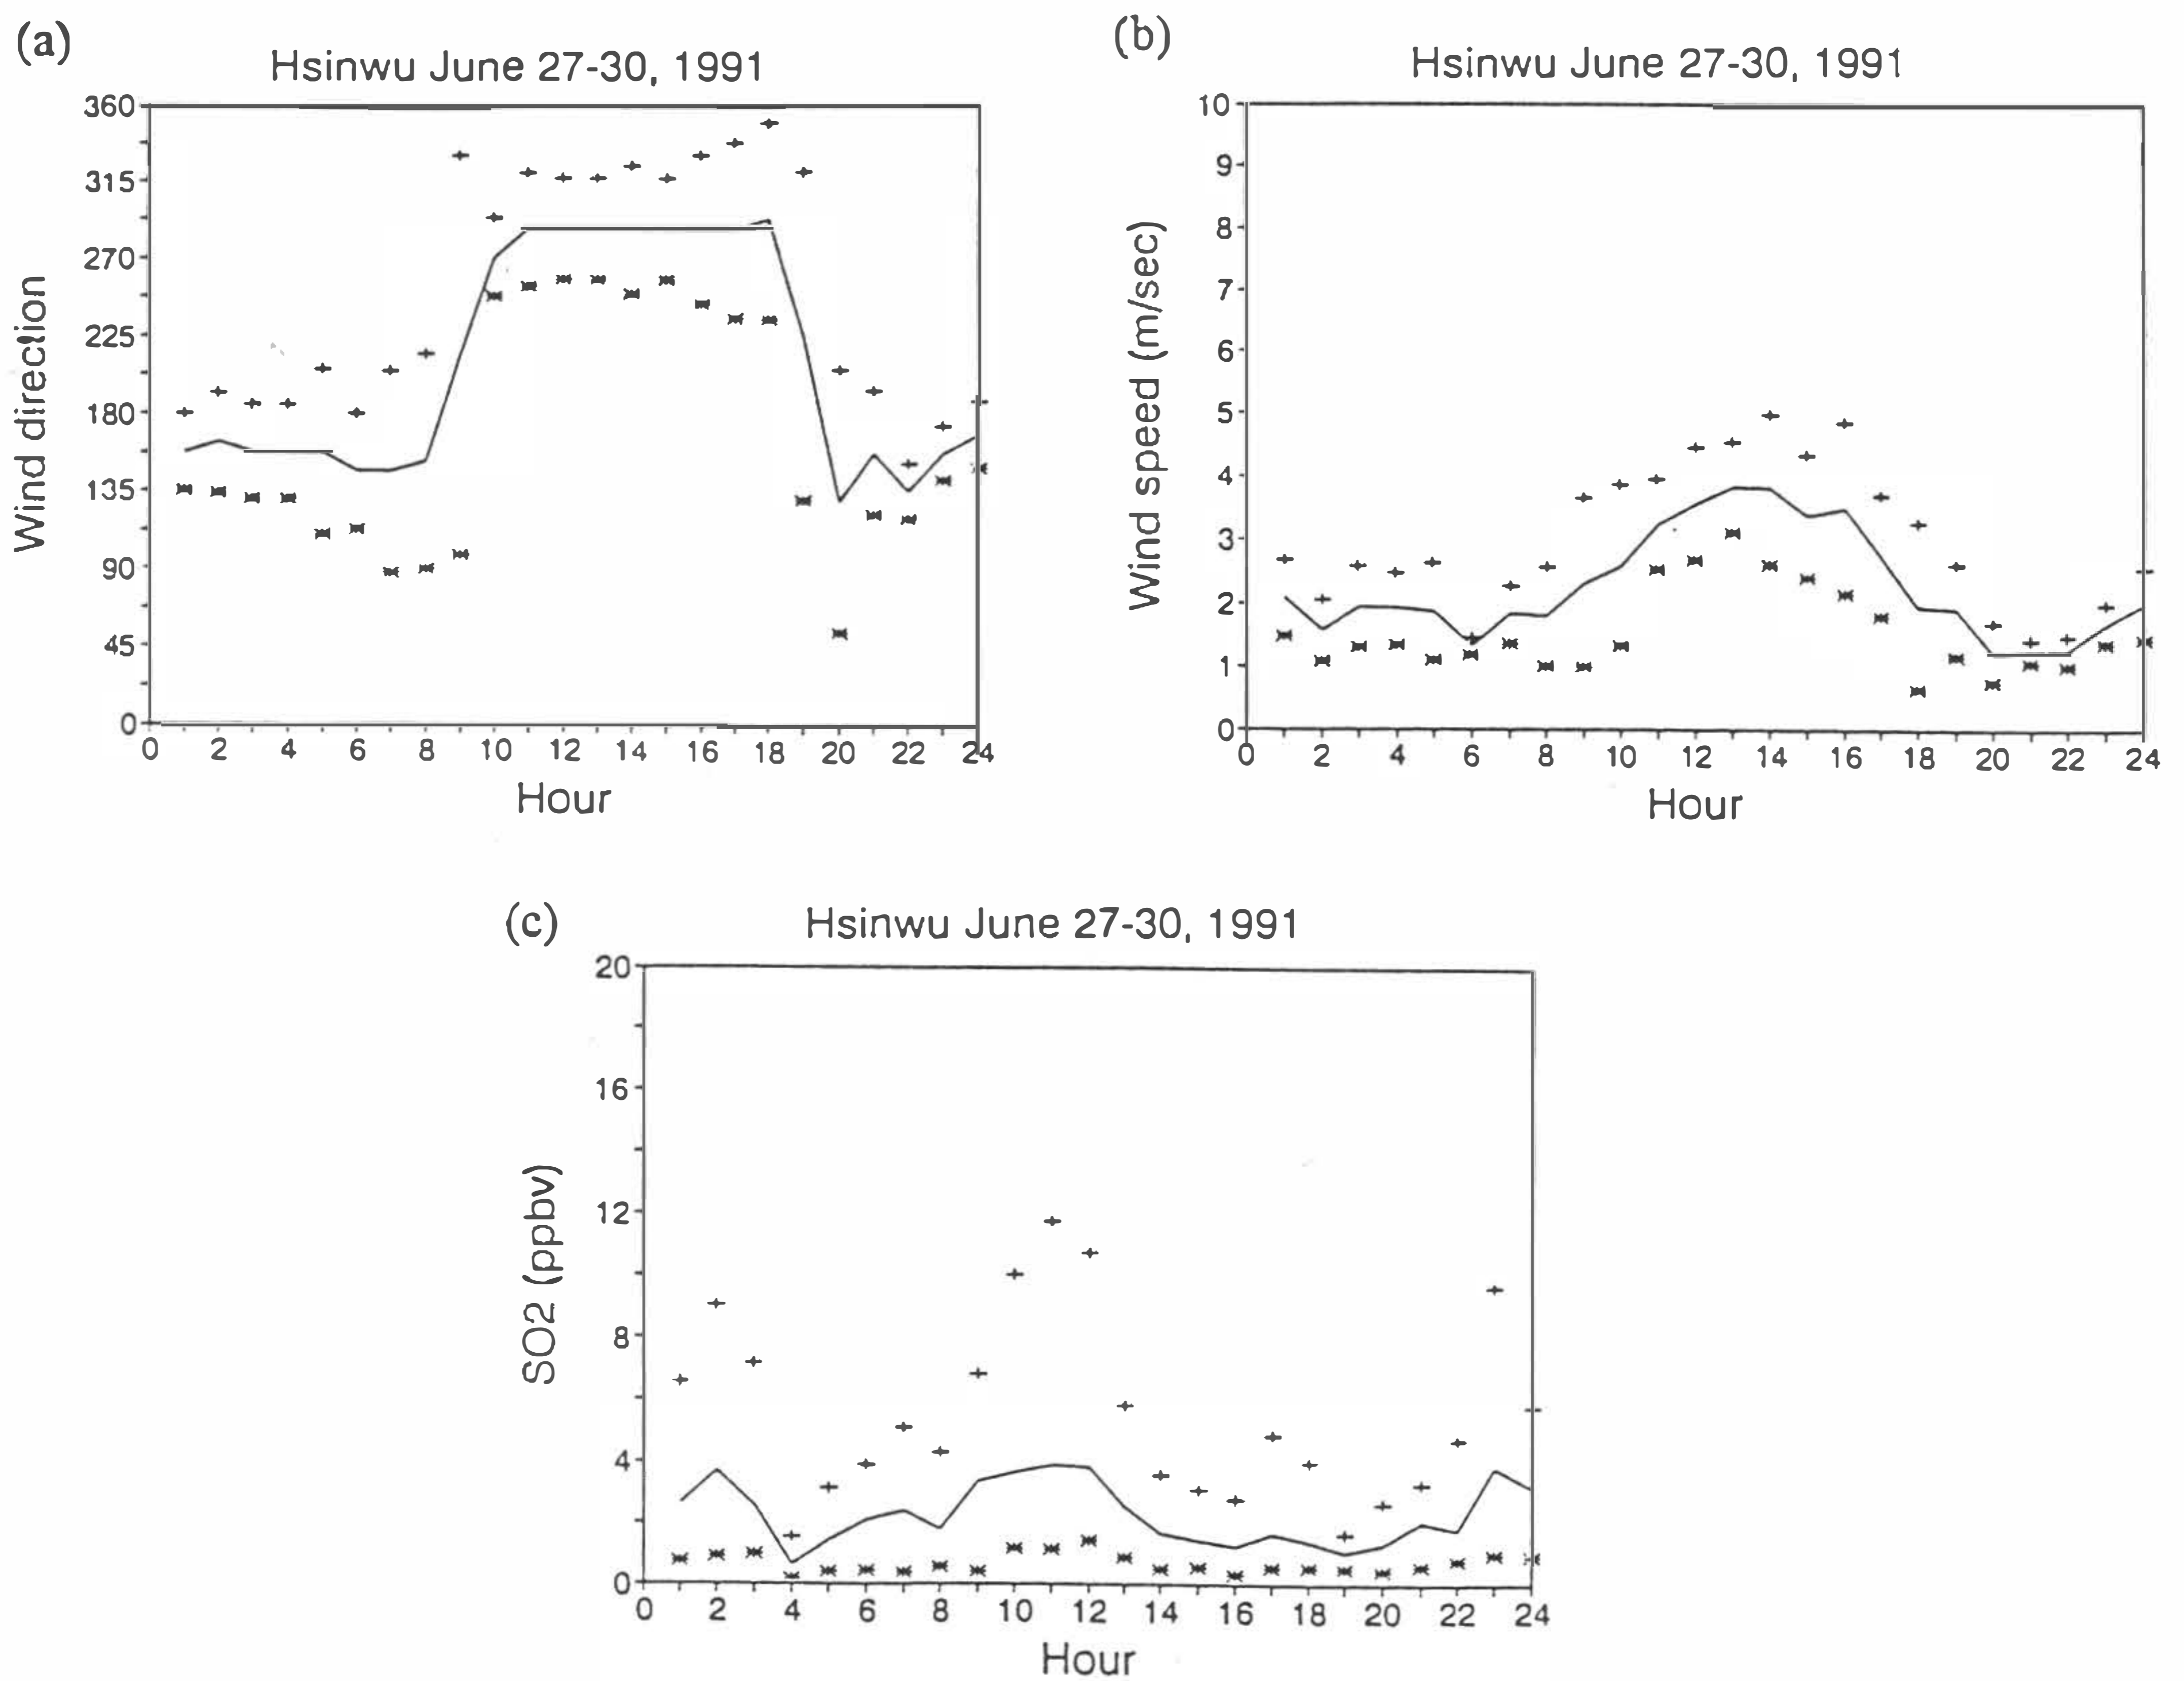 (a)
Hsinwu June 27-30, 1991
360
315
270
225
180
135
90
45
0
Wind direction
0 2 4 6 8 10 12 14 16 18 20 22 24
Hour
(b)
Hsinwu June 27-30, 1991
10
9
8
7
6
5
4
3
2
1
0
Wind speed (m/sec)
0 2 4 6 8 10 12 14 16 18 20 22 24
Hour
(c)
Hsinwu June 27-30, 1991
20
16
12
8
4
0
SO2 (ppbv)
0 2 4 6 8 10 12 14 16 18 20 22 24
Hour